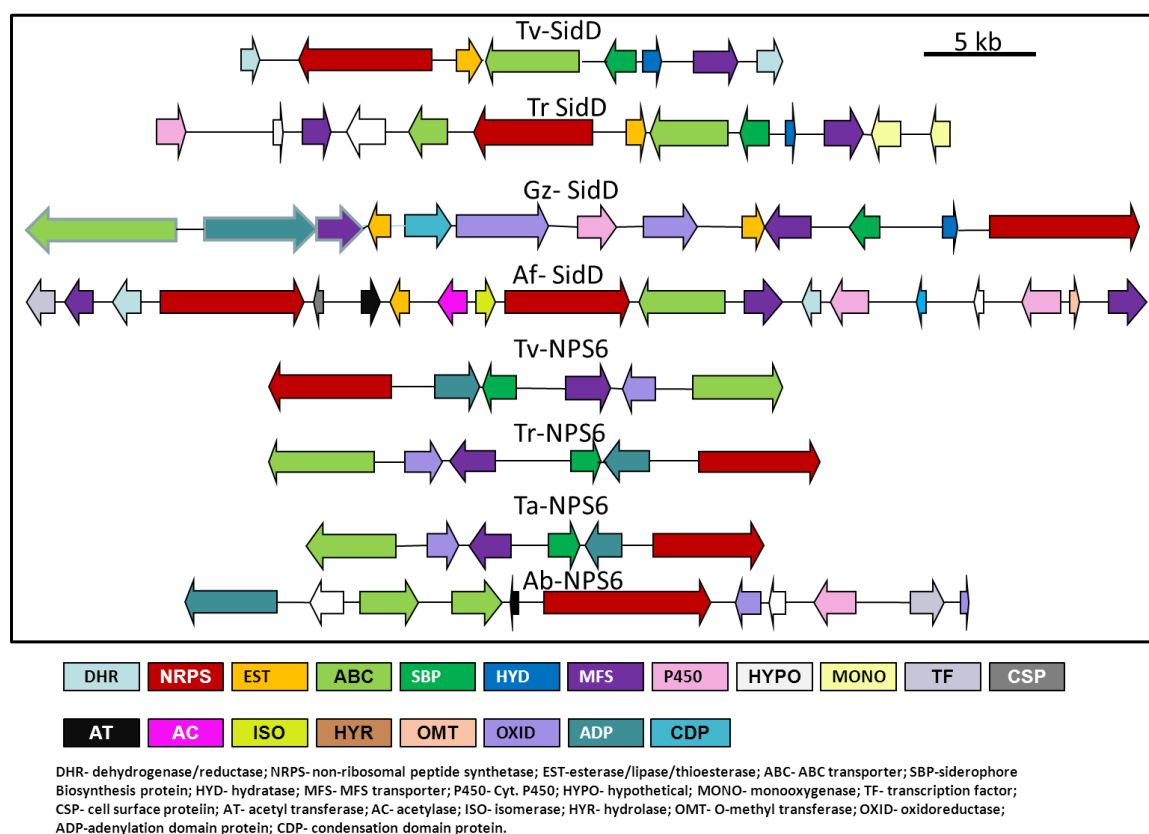 Tv-SidD
5 kb
Tr SidD
Gz- SidD
Af- SidD
Tv-NPS6
Tr-NPS6
Ta-NPS6
Ab-NPS6
DHR NRPS EST ABC SBP HYD MFS P450 HYPO MONO TF CSP
AT AC ISO HYR OMT OXID ADP CDP
DHR- dehydrogenase/reductase; NRPS- non-ribosomal peptide synthetase; EST-esterase/lipase/thioesterase; ABC- ABC transporter; SBP-siderophore
Biosynthesis protein; HYD- hydratase; MFS- MFS transporter; P450- Cyt. P450; HYPO- hypothetical; MONO- monooxygenase; TF- transcription factor;
CSP- cell surface proteiin; AT- acetyl transferase; AC- acetylase; ISO- isomerase; HYR- hydrolase; OMT- O-methyl transferase; OXID- oxidoreductase;
ADP-adenylation domain protein; CDP- condensation domain protein.